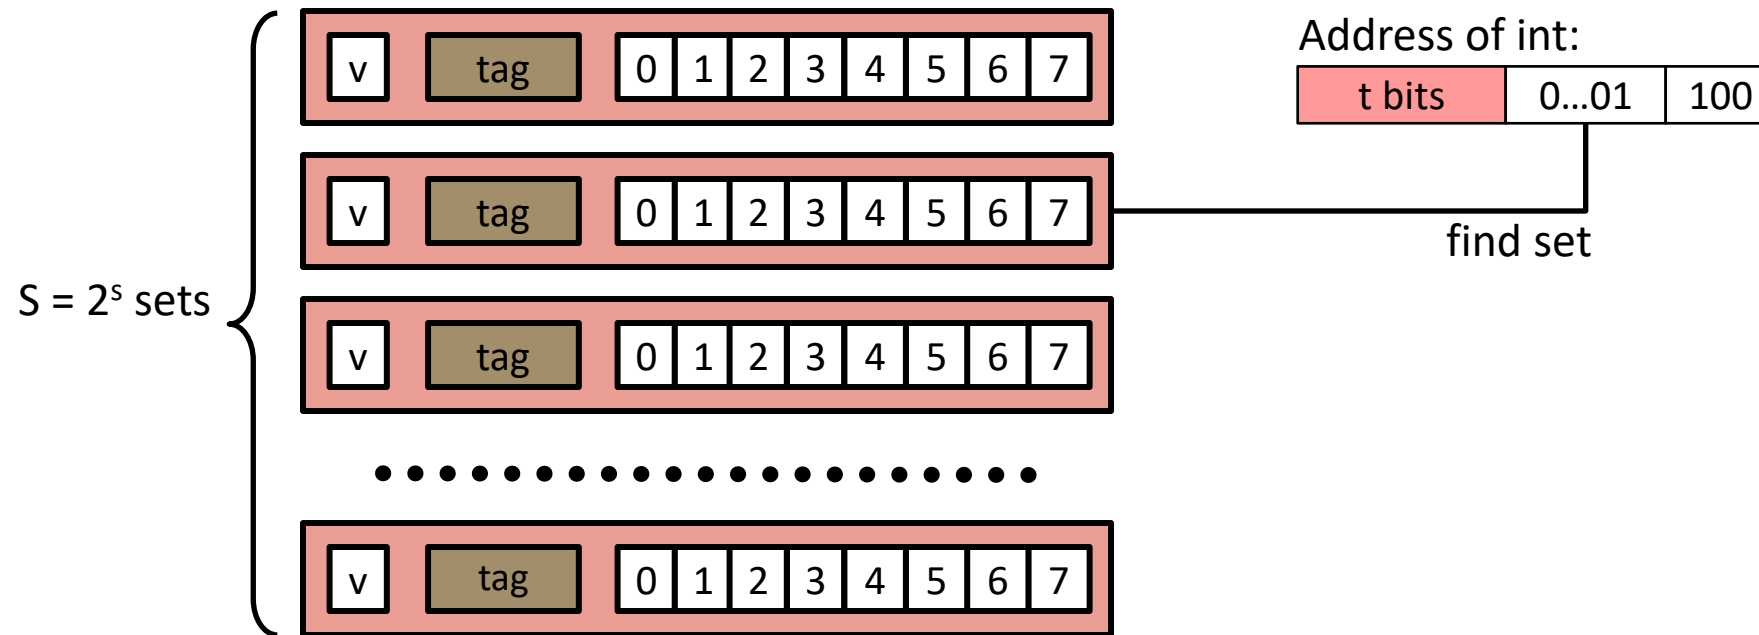 Address of int:
t bits 0...01 100
v tag 0 1 2 3 4 5 6 7
v tag 0 1 2 3 4 5 6 7
find set
S = 2ˢ sets
v tag 0 1 2 3 4 5 6 7
v tag 0 1 2 3 4 5 6 7